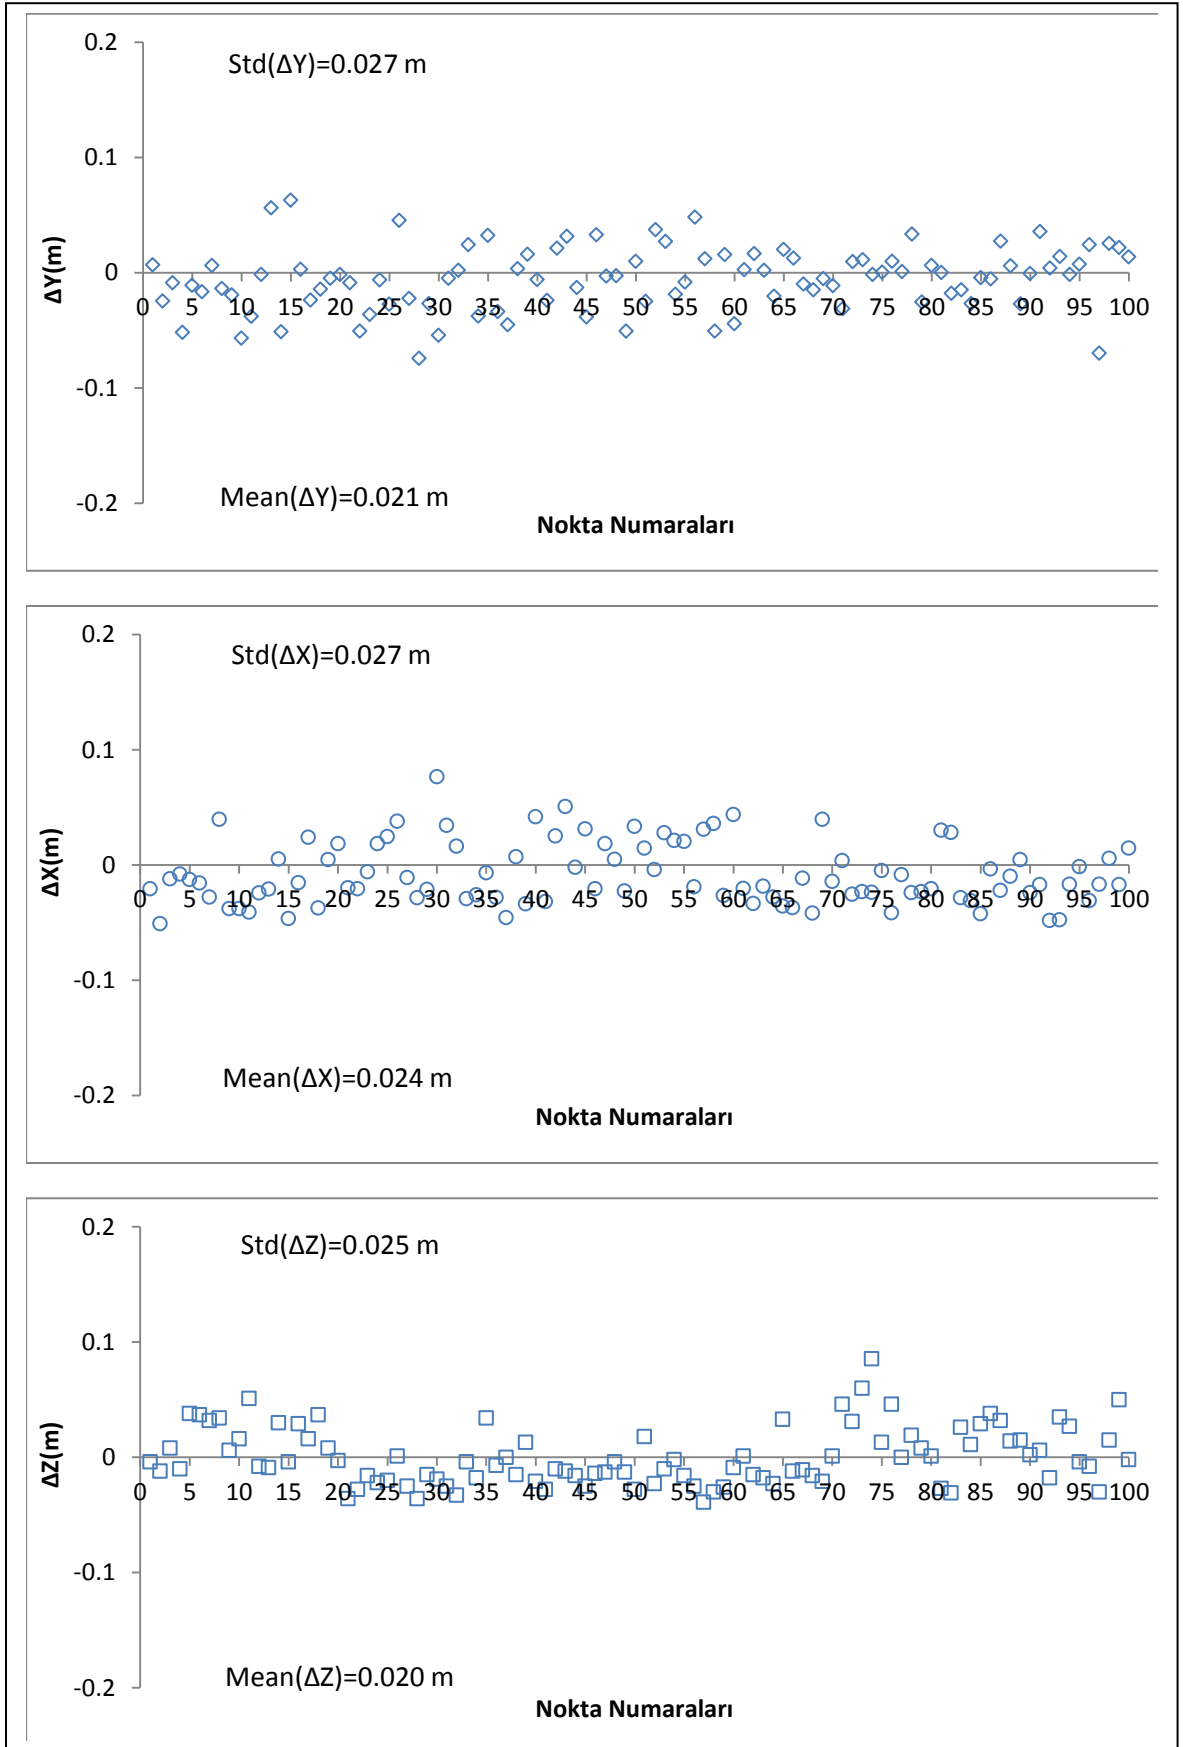 0.2
Std(ΔY)=0.027 m
0.1
ΔY(m)
0
0 5 10 15 20 25 30 35 40 45 50 55 60 65 70 75 80 85 90 95 100
-0.1
-0.2
Mean(ΔY)=0.021 m
Nokta Numaraları
0.2
Std(ΔX)=0.027 m
0.1
ΔX(m)
0
0 5 10 15 20 25 30 35 40 45 50 55 60 65 70 75 80 85 90 95 100
-0.1
Mean(ΔX)=0.024 m
-0.2
Nokta Numaraları
0.2
Std(ΔZ)=0.025 m
0.1
ΔZ(m)
0
0 5 10 15 20 25 30 35 40 45 50 55 60 65 70 75 80 85 90 95 100
-0.1
Mean(ΔZ)=0.020 m
-0.2
Nokta Numaraları